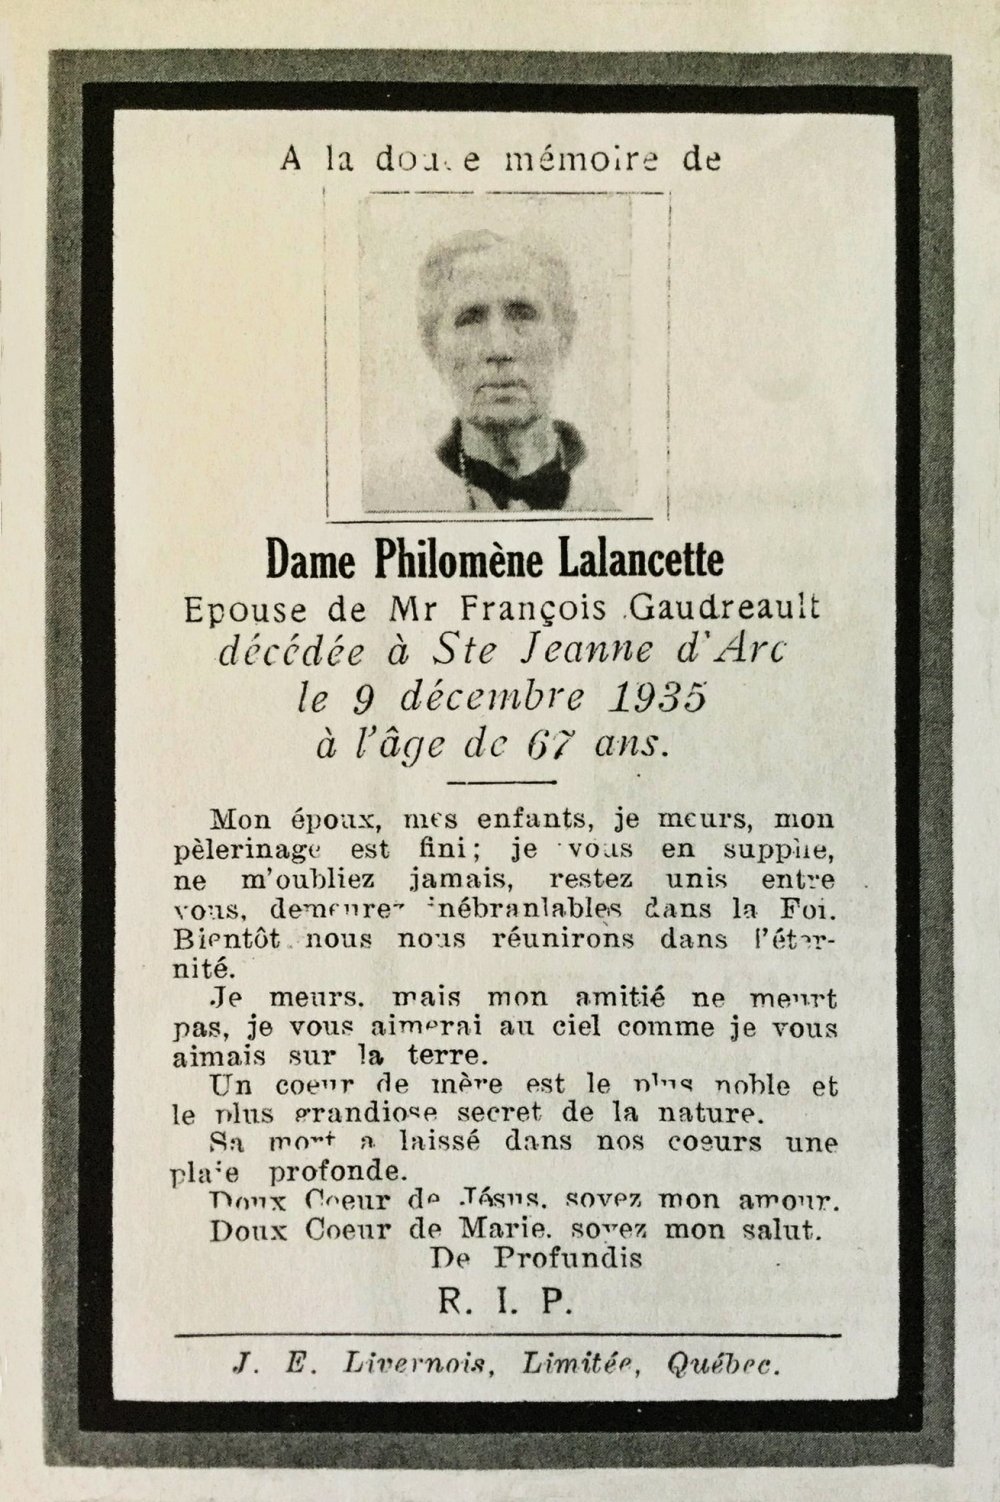 A la douce mémoire de
Dame Philomène Lalancette
Epouse de Mr François Gaudreault
décédée à Ste Jeanne d'Arc
le 9 décembre 1935
à l'âge de 67 ans.
Mon époux, mes enfants, je meurs, mon
pèlerinage est fini; je vous en supplie,
ne m'oubliez jamais, restez unis entre
vous, demeurez inébranlables dans la Foi.
Bientôt nous nous réunirons dans l'éter-
nité.
Je meurs, mais mon amitié ne meurt
pas, je vous aimerai au ciel comme je vous
aimais sur la terre.
Un coeur de mère est le plus noble et
le plus grandiose secret de la nature.
Sa mort a laissé dans nos coeurs une
plaie profonde.
Doux Coeur de Jésus, soyez mon amour.
Doux Coeur de Marie, soyez mon salut.
De Profundis
R. I. P.
J. E. Livernois, Limitée, Québec.